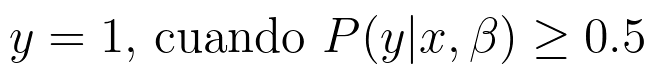 y = 1, cuando P(y|x, β) ≥ 0.5